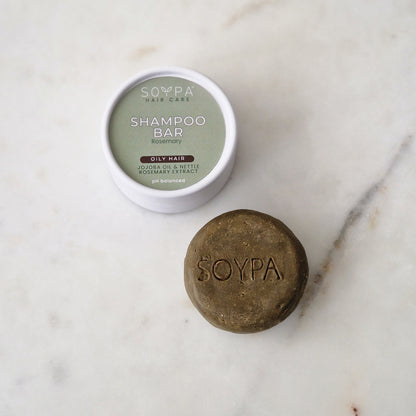 SOYPA
HAIR CARE
SHAMPOO
BAR
Rosemary
OILY HAIR
JOJOBA OIL & NETTLE
ROSEMARY EXTRACT
pH balanced
SOYPA